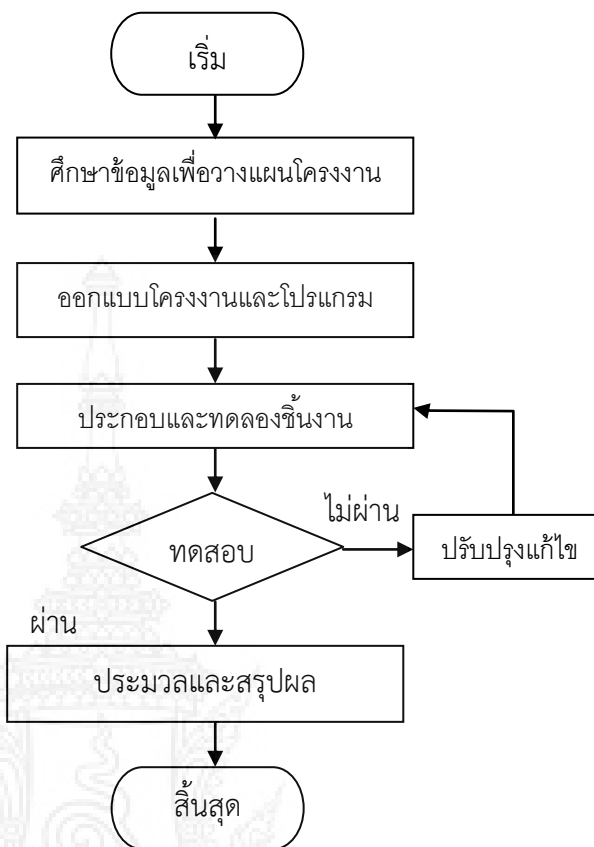 เริ่ม
ศึกษาข้อมูลเพื่อวางแผนโครงงาน
ออกแบบโครงงานและโปรแกรม
ประกอบและทดลองชิ้นงาน
ไม่ผ่าน
ทดสอบ
ปรับปรุงแก้ไข
ผ่าน
ประมวลและสรุปผล
สิ้นสุด